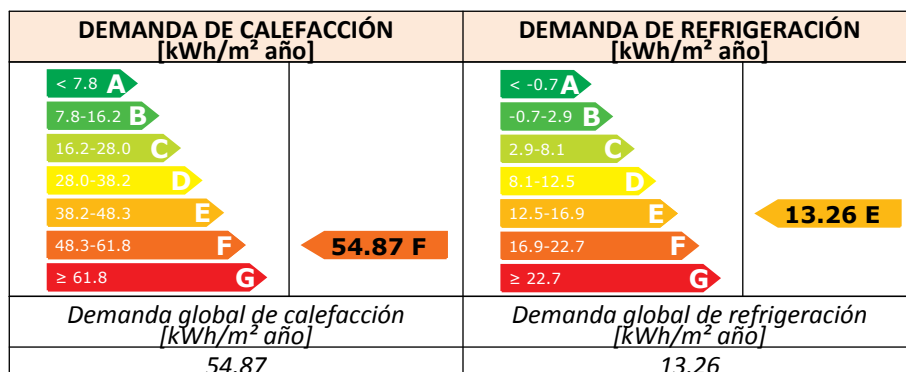 DEMANDA DE CALEFACCIÓN
[kWh/m² año]
DEMANDA DE REFRIGERACIÓN
[kWh/m² año]
< 7.8 A
7.8-16.2 B
16.2-28.0 C
28.0-38.2 D
38.2-48.3 E
48.3-61.8 F
≥ 61.8 G
54.87 F
< -0.7 A
-0.7-2.9 B
2.9-8.1 C
8.1-12.5 D
12.5-16.9 E
16.9-22.7 F
≥ 22.7 G
13.26 E
Demanda global de calefacción
[kWh/m² año]
Demanda global de refrigeración
[kWh/m² año]
54.87
13.26